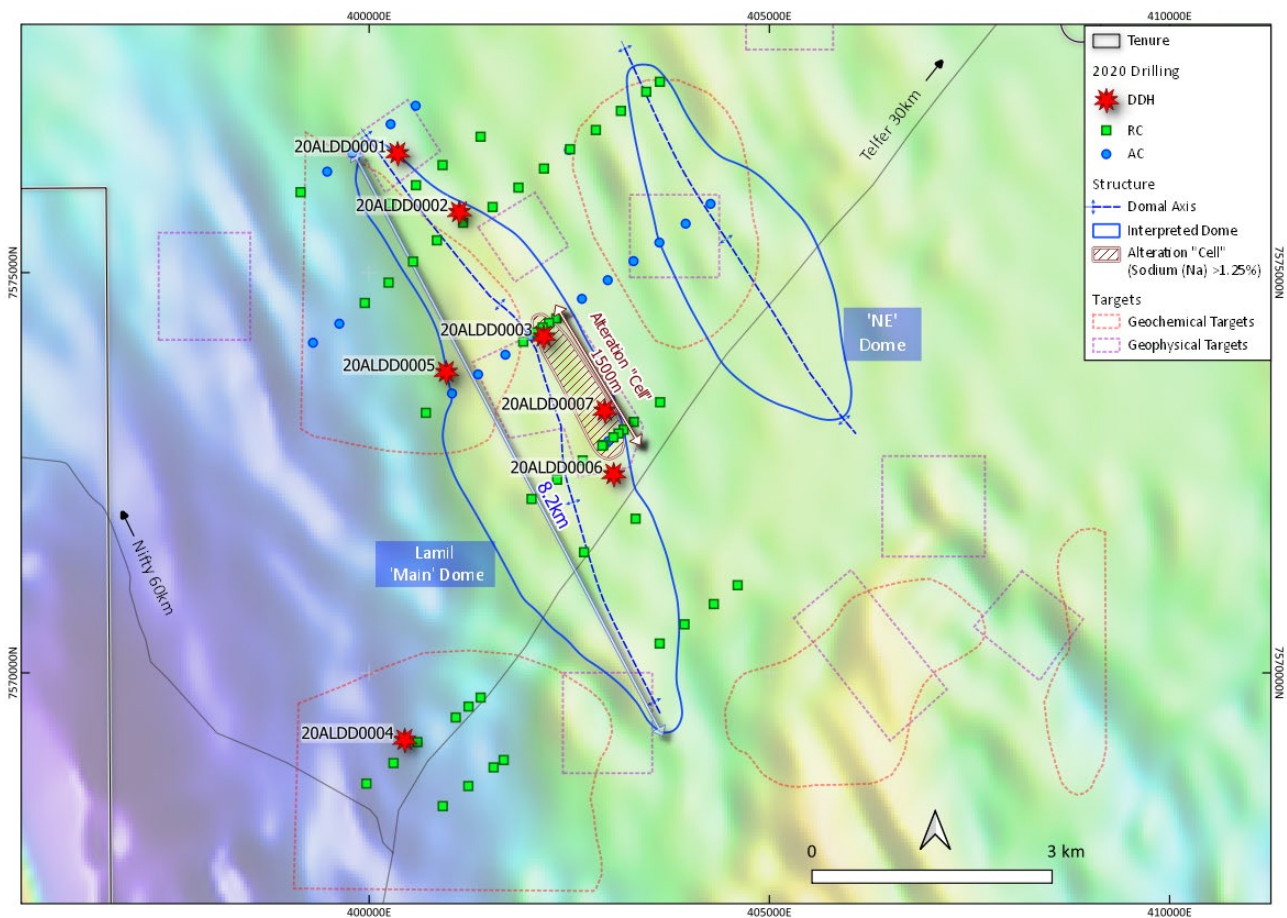 400000E
405000E
410000E
7575000N
7570000N
7575000N
7570000N
400000E
405000E
410000E
20ALDD0001
20ALDD0002
20ALDD0003
20ALDD0005
20ALDD0007
20ALDD0006
20ALDD0004
Alteration "Cell"
1500m
8.2km
Telfer 30km
Nifty 60km
'NE'
Dome
Lamil
'Main' Dome
0
3 km
Tenure
2020 Drilling
DDH
RC
AC
Structure
Domal Axis
Interpreted Dome
Alteration "Cell"
(Sodium (Na) >1.25%)
Targets
Geochemical Targets
Geophysical Targets